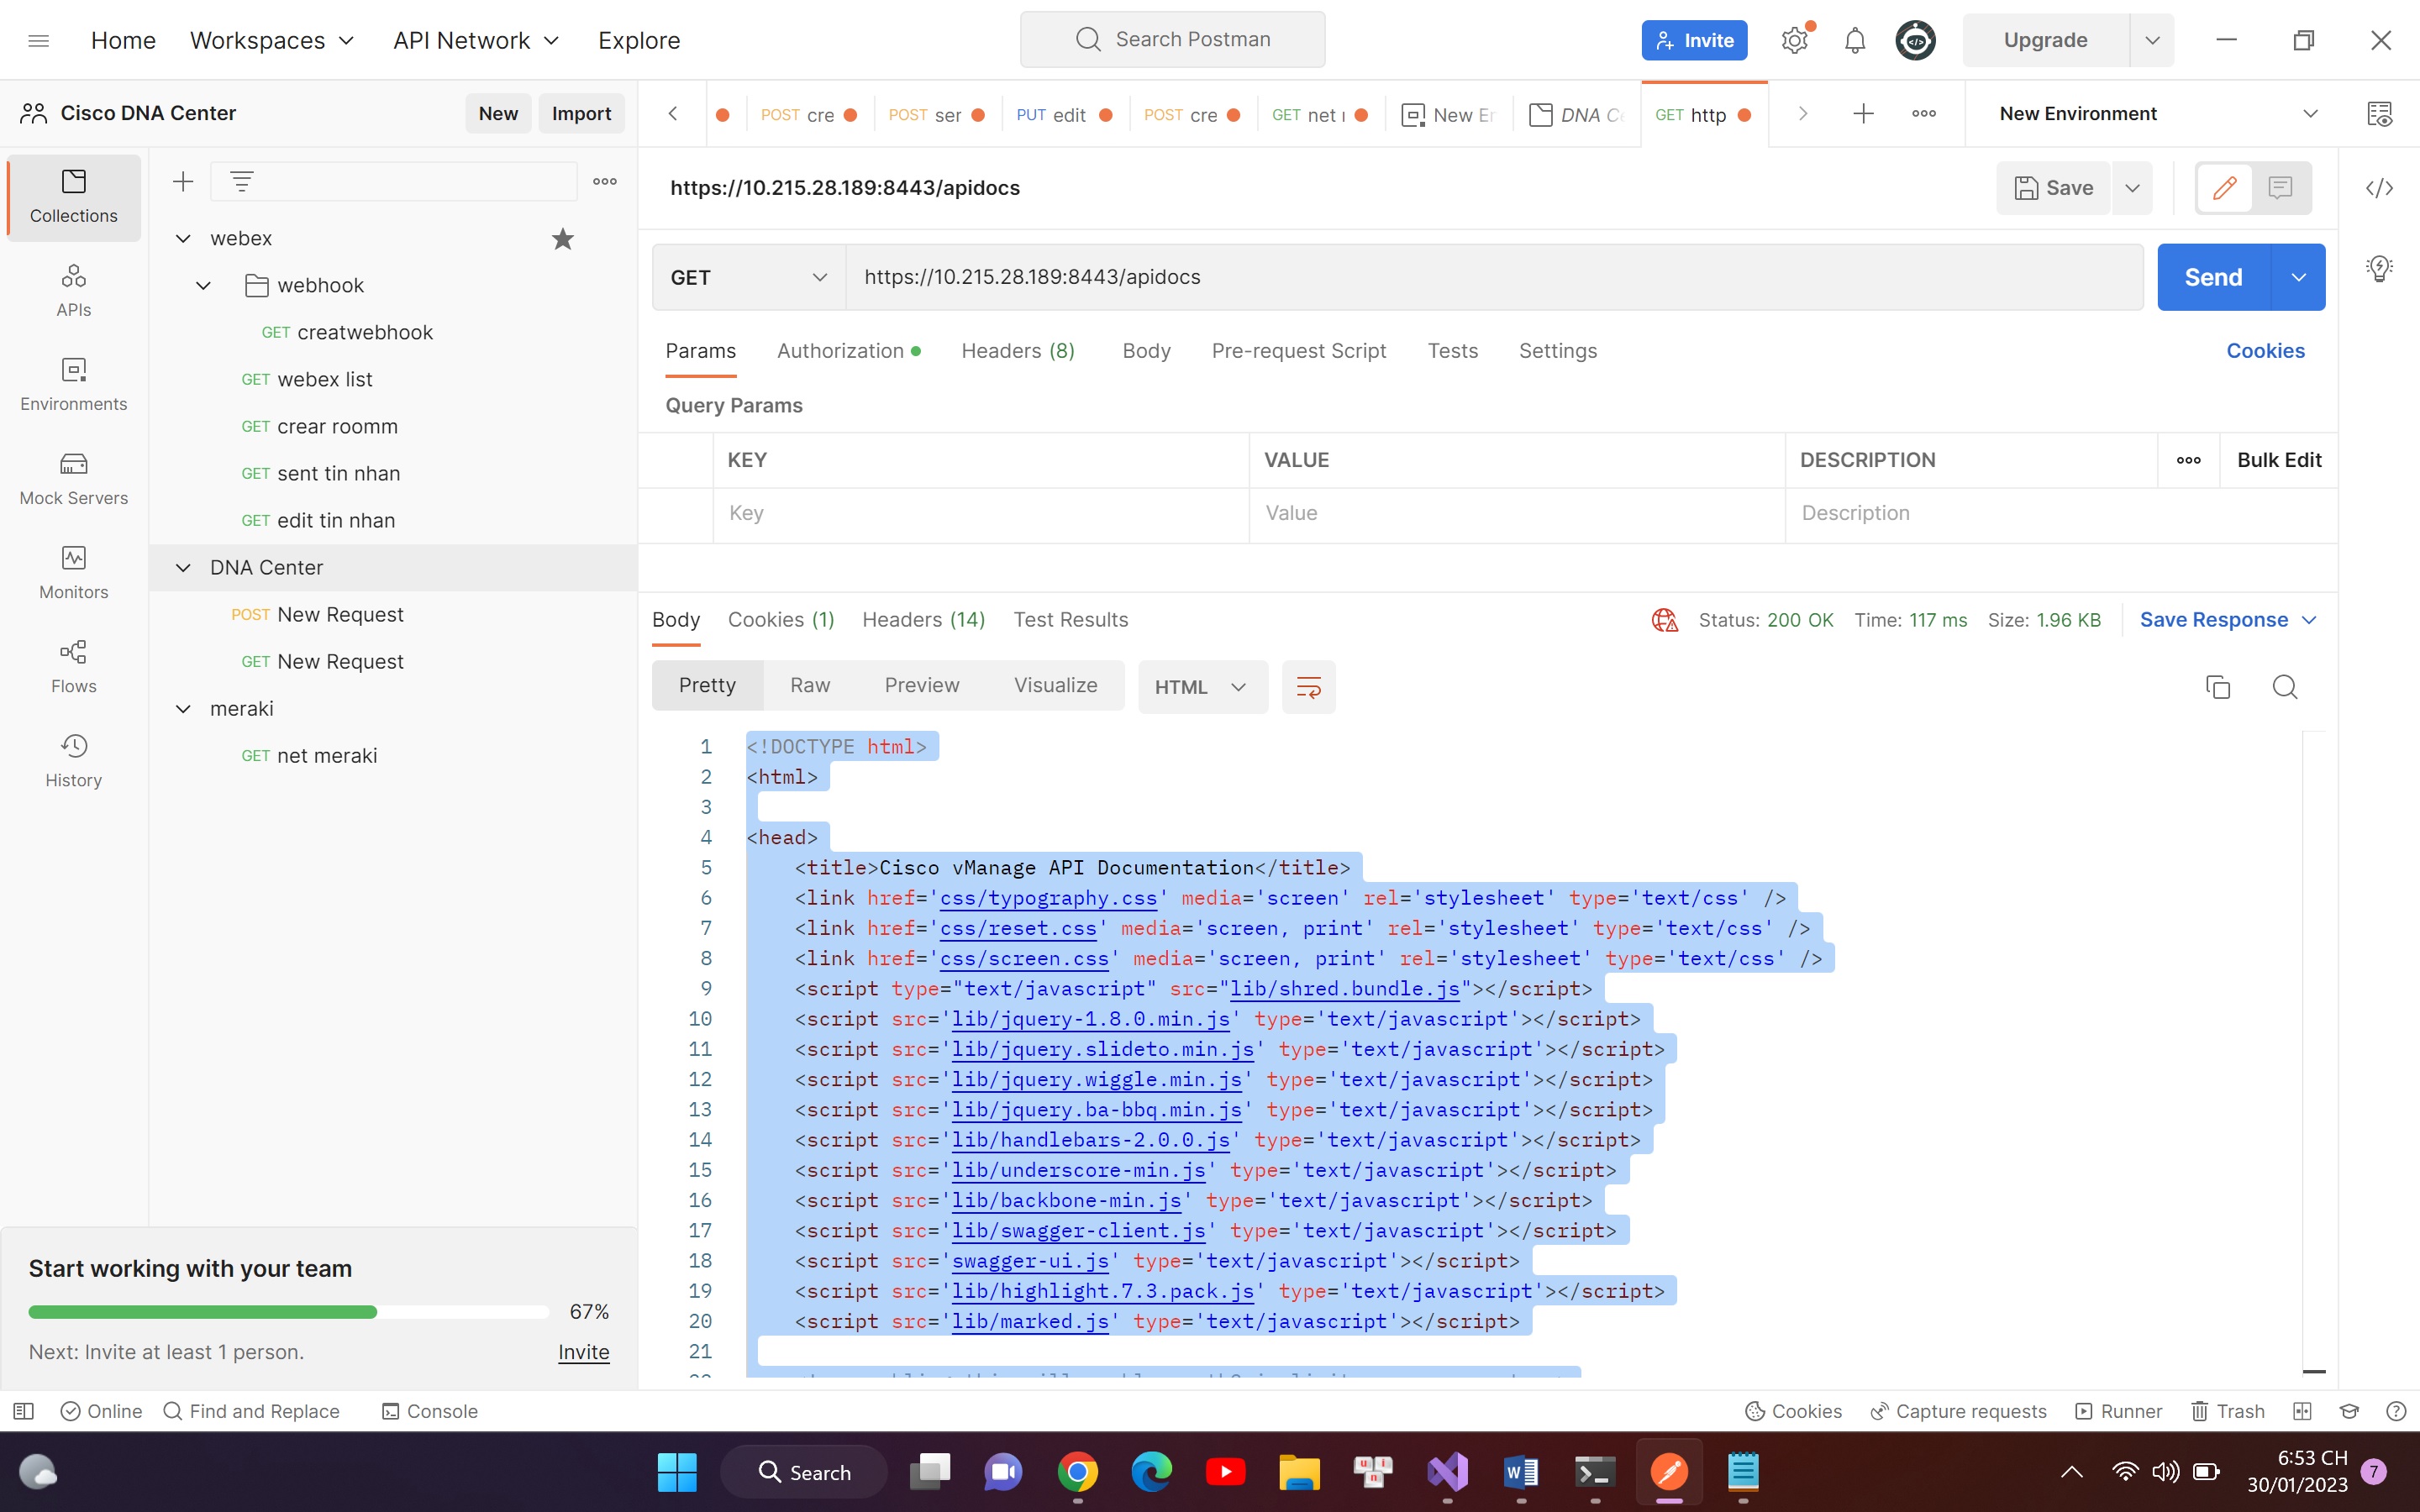 Home Workspaces API Network Explore Search Postman Invite Upgrade
Cisco DNA Center New Import
POST cre POST ser PUT edit POST cre GET net New En DNA Ce GET http New Environment
Collections
APIs
Environments
Mock Servers
Monitors
Flows
History
webex
webhook
GET creatwebhook
GET webex list
GET crear roomm
GET sent tin nhan
GET edit tin nhan
DNA Center
POST New Request
GET New Request
meraki
GET net meraki
Start working with your team
67%
Next: Invite at least 1 person. Invite
https://10.215.28.189:8443/apidocs Save
GET https://10.215.28.189:8443/apidocs Send
Params Authorization Headers (8) Body Pre-request Script Tests Settings Cookies
Query Params
KEY VALUE DESCRIPTION Bulk Edit
Key Value Description
Body Cookies (1) Headers (14) Test Results Status: 200 OK Time: 117 ms Size: 1.96 KB Save Response
Pretty Raw Preview Visualize HTML
1 <!DOCTYPE html>
2 <html>
3
4 <head>
5 <title>Cisco vManage API Documentation</title>
6 <link href='css/typography.css' media='screen' rel='stylesheet' type='text/css' />
7 <link href='css/reset.css' media='screen, print' rel='stylesheet' type='text/css' />
8 <link href='css/screen.css' media='screen, print' rel='stylesheet' type='text/css' />
9 <script type="text/javascript" src="lib/shred.bundle.js"></script>
10 <script src='lib/jquery-1.8.0.min.js' type='text/javascript'></script>
11 <script src='lib/jquery.slideto.min.js' type='text/javascript'></script>
12 <script src='lib/jquery.wiggle.min.js' type='text/javascript'></script>
13 <script src='lib/jquery.ba-bbq.min.js' type='text/javascript'></script>
14 <script src='lib/handlebars-2.0.0.js' type='text/javascript'></script>
15 <script src='lib/underscore-min.js' type='text/javascript'></script>
16 <script src='lib/backbone-min.js' type='text/javascript'></script>
17 <script src='lib/swagger-client.js' type='text/javascript'></script>
18 <script src='swagger-ui.js' type='text/javascript'></script>
19 <script src='lib/highlight.7.3.pack.js' type='text/javascript'></script>
20 <script src='lib/marked.js' type='text/javascript'></script>
21
Online Find and Replace Console Cookies Capture requests Runner Trash
Search
6:53 CH
30/01/2023 7